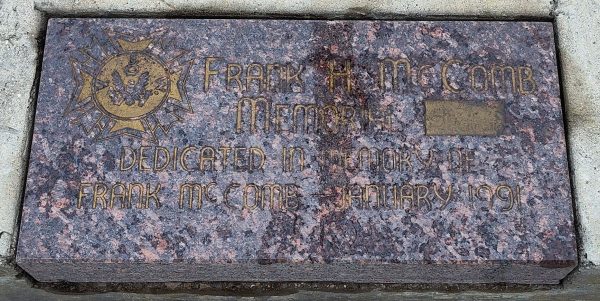 FRANK H. MCCOMB
MEMORIAL
DEDICATED IN MEMORY OF
FRANK MCCOMB - JANUARY 1991